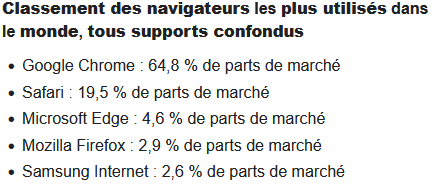 Classement des navigateurs les plus utilisés dans
le monde, tous supports confondus
• Google Chrome : 64,8 % de parts de marché
• Safari : 19,5 % de parts de marché
• Microsoft Edge : 4,6 % de parts de marché
• Mozilla Firefox : 2,9 % de parts de marché
• Samsung Internet : 2,6 % de parts de marché